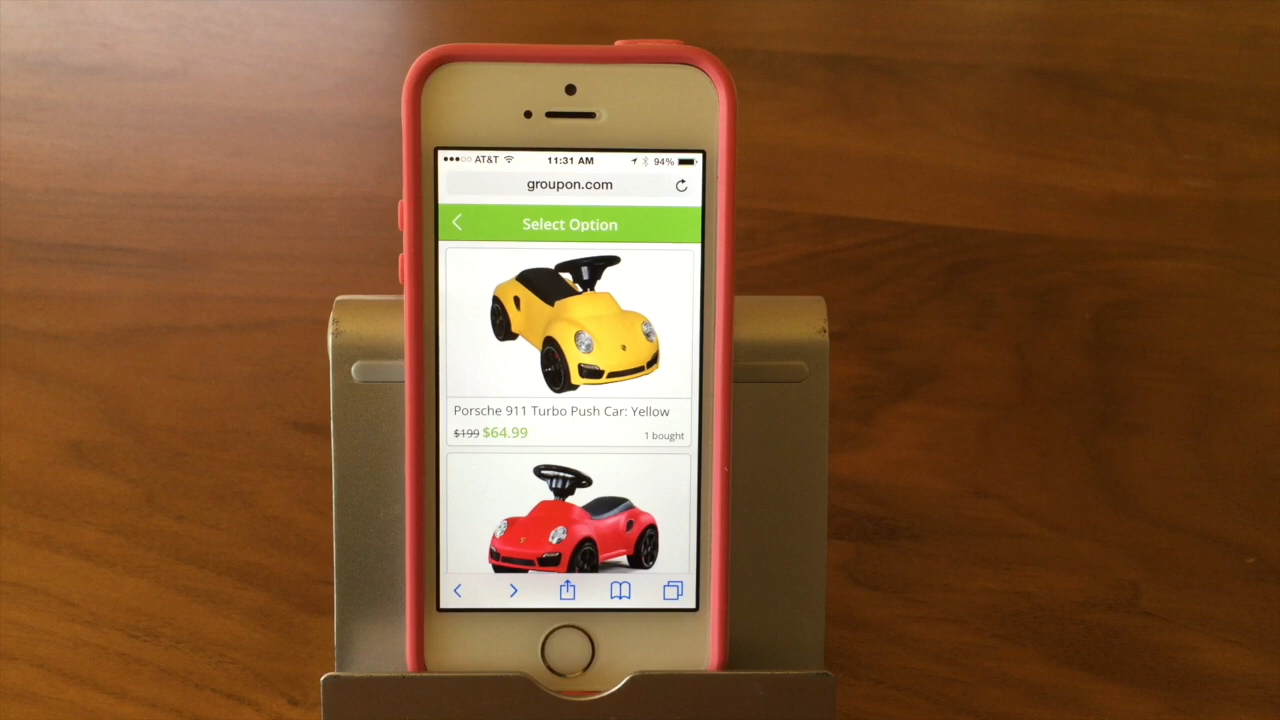 AT&T 11:31 AM 94%
groupon.com
Select Option
Porsche 911 Turbo Push Car: Yellow
$199 $64.99 1 bought